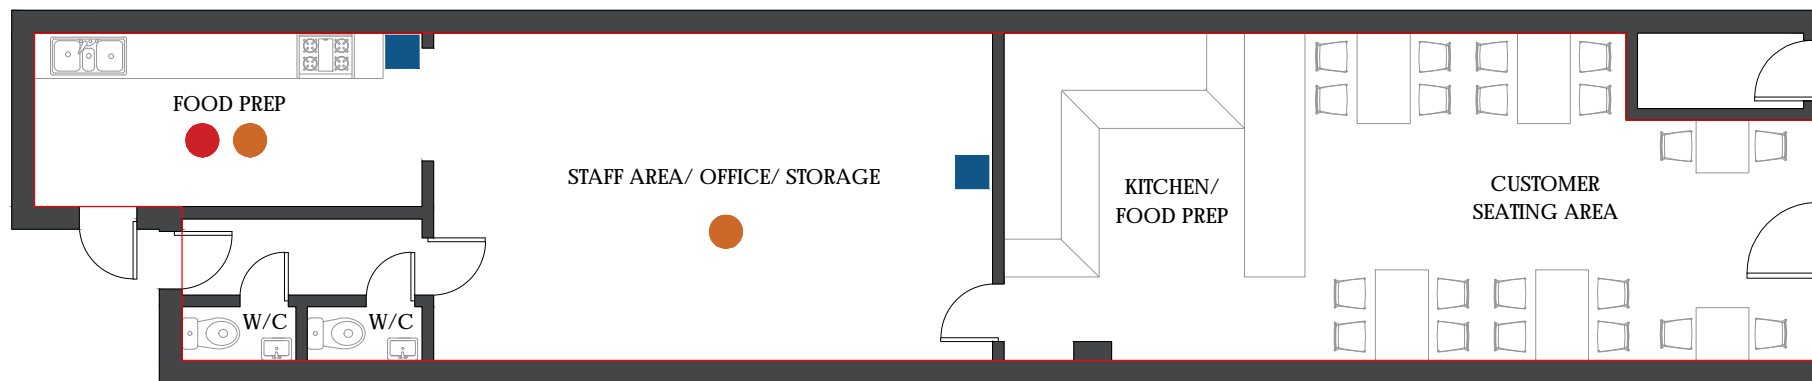 FOOD PREP
STAFF AREA/ OFFICE/ STORAGE
KITCHEN/
FOOD PREP
CUSTOMER
SEATING AREA
W/C
W/C